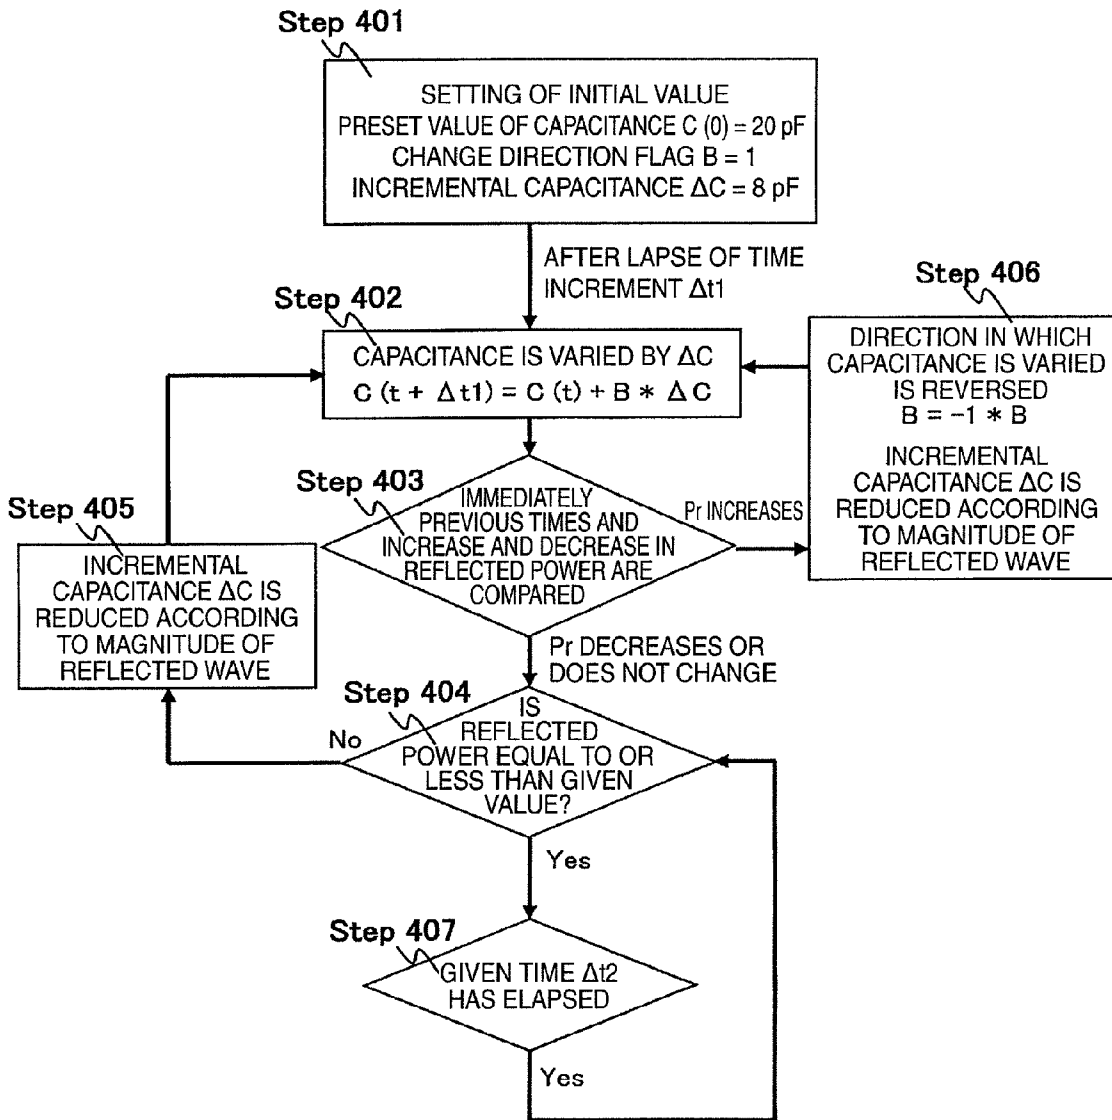 Step 401
SETTING OF INITIAL VALUE
PRESET VALUE OF CAPACITANCE C (0) = 20 pF
CHANGE DIRECTION FLAG B = 1
INCREMENTAL CAPACITANCE ΔC = 8 pF
AFTER LAPSE OF TIME
INCREMENT Δt1
Step 402
CAPACITANCE IS VARIED BY ΔC
C (t + Δt1) = C (t) + B * ΔC
Step 406
DIRECTION IN WHICH
CAPACITANCE IS VARIED
IS REVERSED
B = −1 * B
INCREMENTAL
CAPACITANCE ΔC IS
REDUCED ACCORDING
TO MAGNITUDE OF
REFLECTED WAVE
Step 403
IMMEDIATELY
PREVIOUS TIMES AND
INCREASE AND DECREASE IN
REFLECTED POWER ARE
COMPARED
Pr INCREASES
Step 405
INCREMENTAL
CAPACITANCE ΔC IS
REDUCED ACCORDING
TO MAGNITUDE OF
REFLECTED WAVE
Pr DECREASES OR
DOES NOT CHANGE
Step 404
IS
REFLECTED
POWER EQUAL TO OR
LESS THAN GIVEN
VALUE?
No
Yes
Step 407
GIVEN TIME Δt2
HAS ELAPSED
Yes